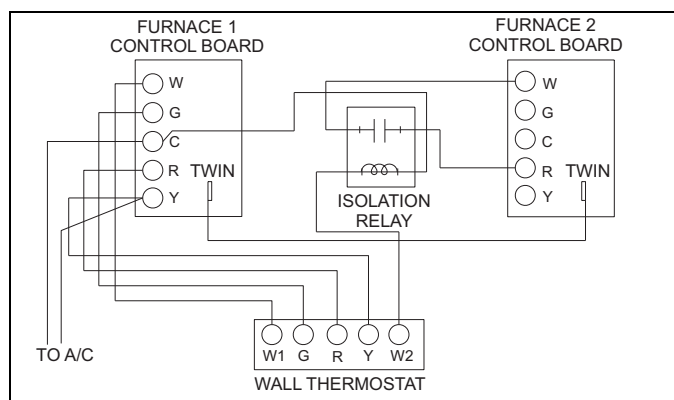 FURNACE 1
CONTROL BOARD
FURNACE 2
CONTROL BOARD
W
G
C
R TWIN
Y
ISOLATION
RELAY
W
G
C
R TWIN
Y
TO A/C
W1 G R Y W2
WALL THERMOSTAT